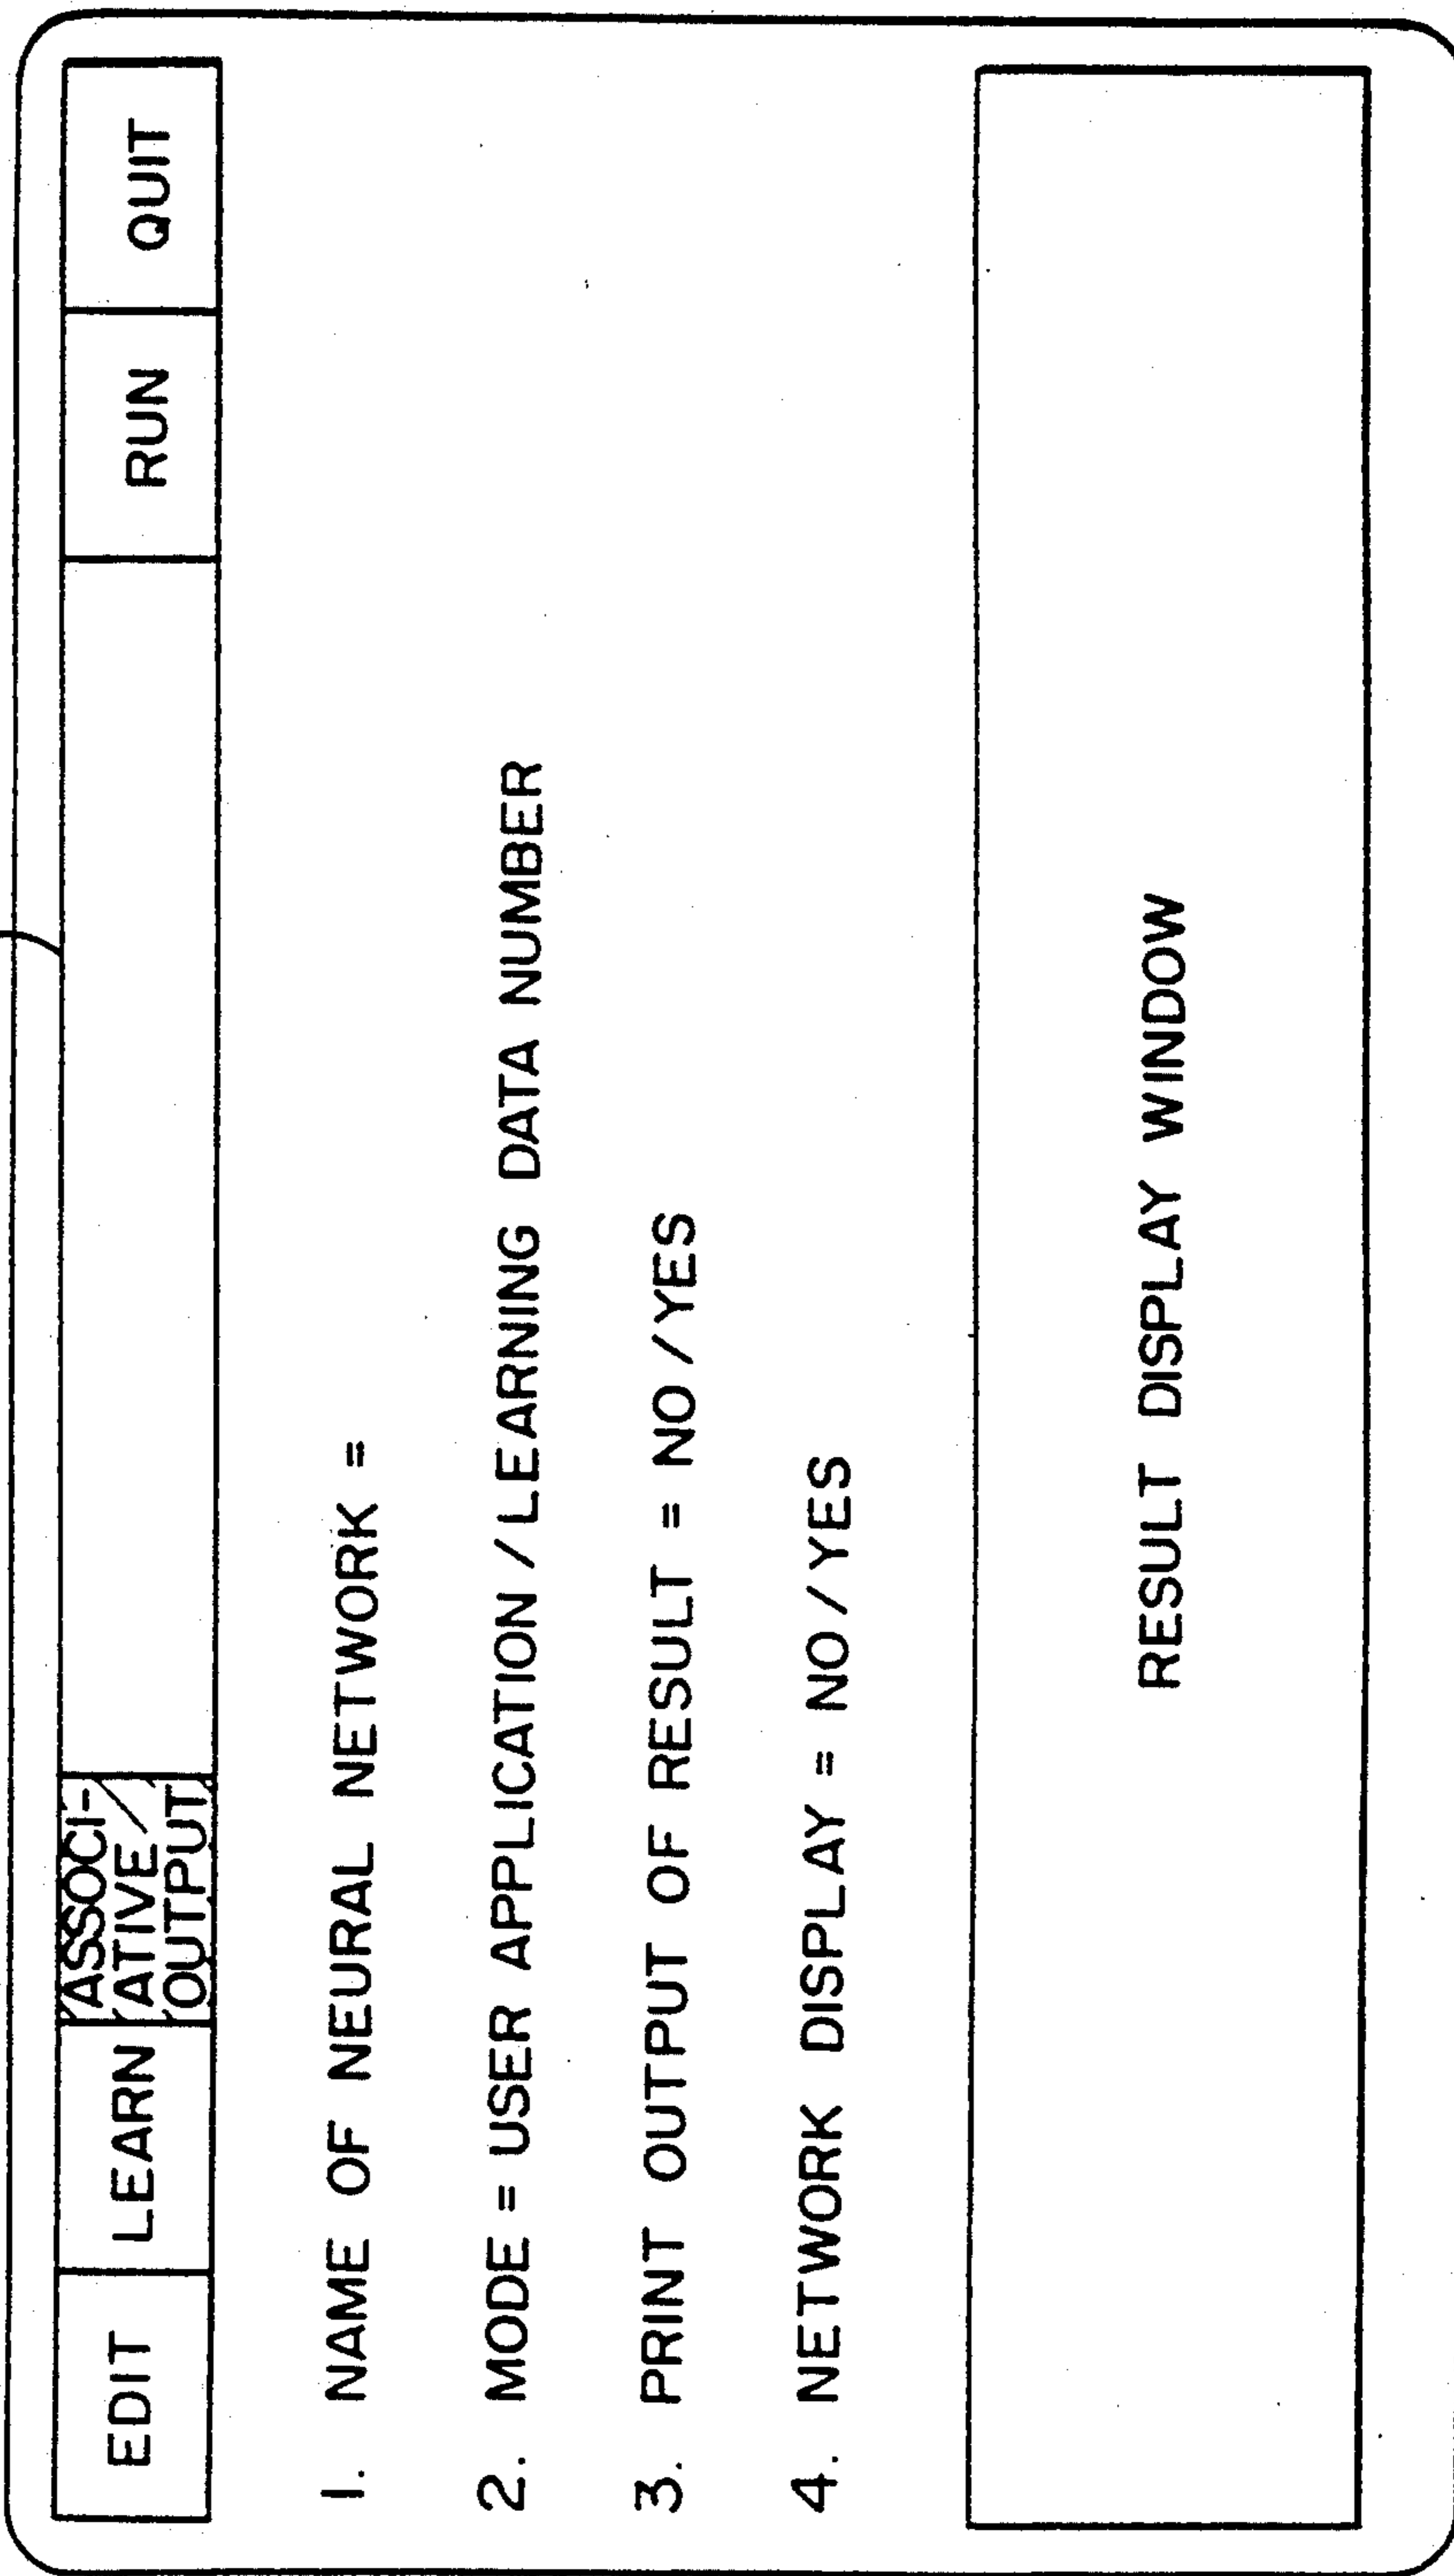 EDIT LEARN ASSOCI-
ATIVE/
OUTPUT RUN QUIT
1. NAME OF NEURAL NETWORK =
2. MODE = USER APPLICATION / LEARNING DATA NUMBER
3. PRINT OUTPUT OF RESULT = NO / YES
4. NETWORK DISPLAY = NO / YES
RESULT DISPLAY WINDOW